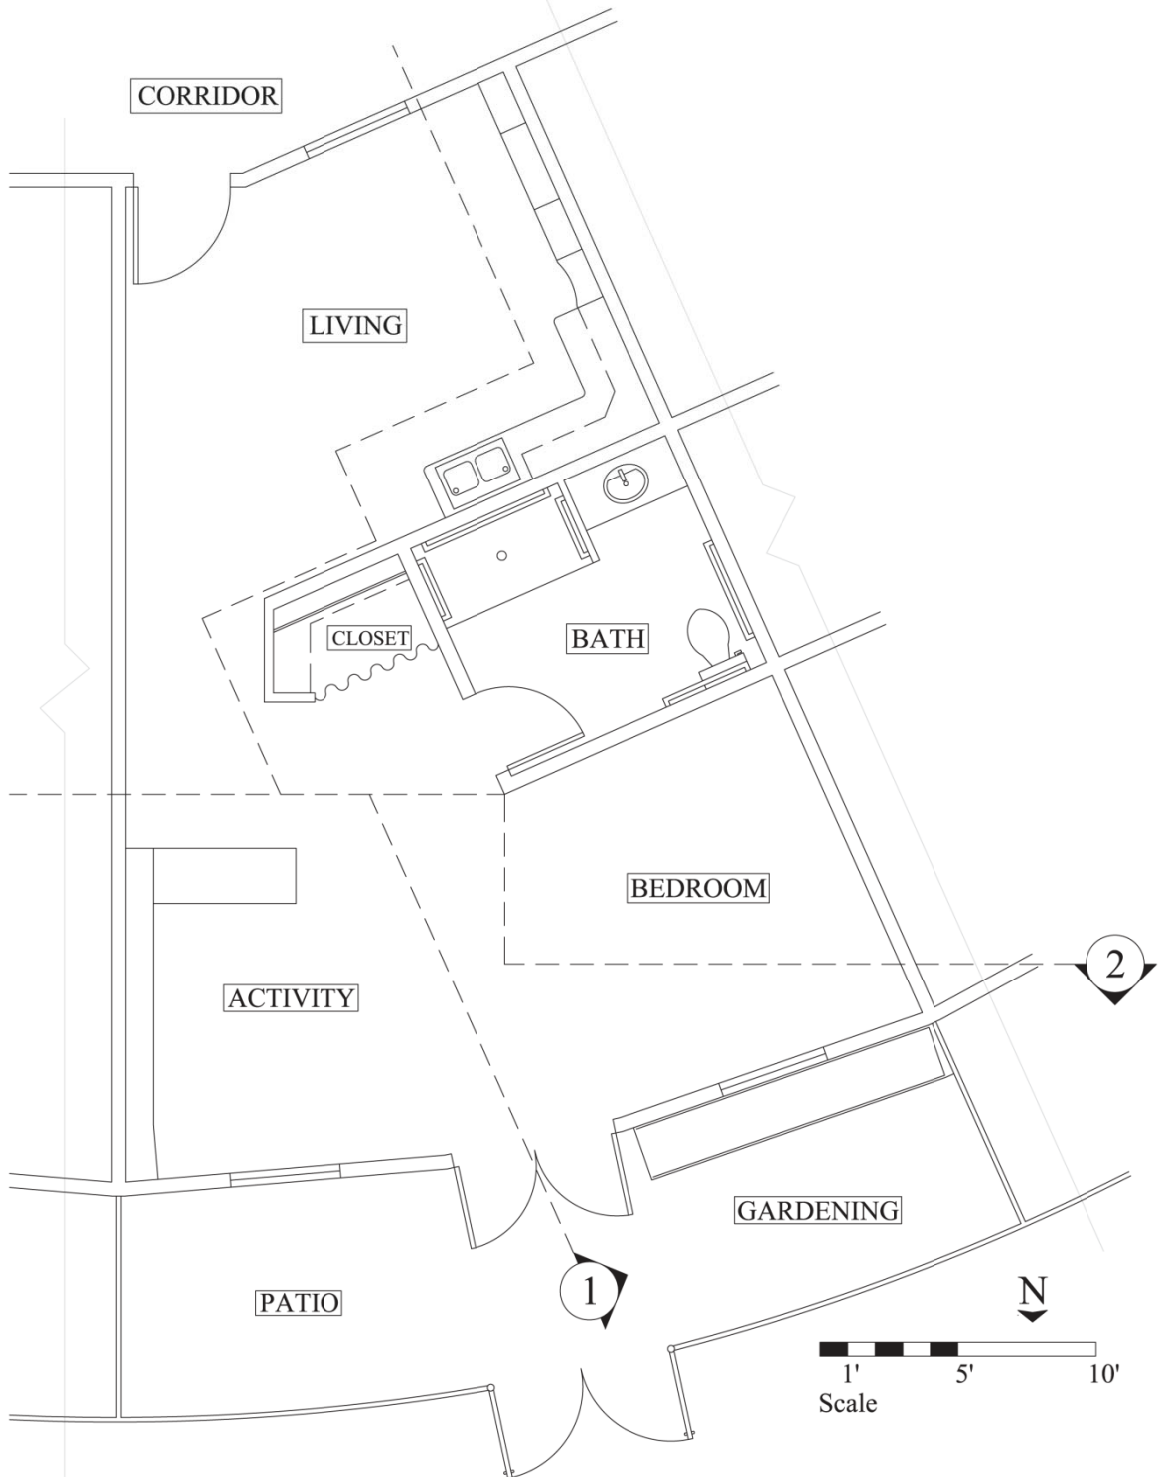 CORRIDOR
LIVING
CLOSET
BATH
BEDROOM
2
ACTIVITY
GARDENING
1
PATIO
N
1' 5' 10'
Scale